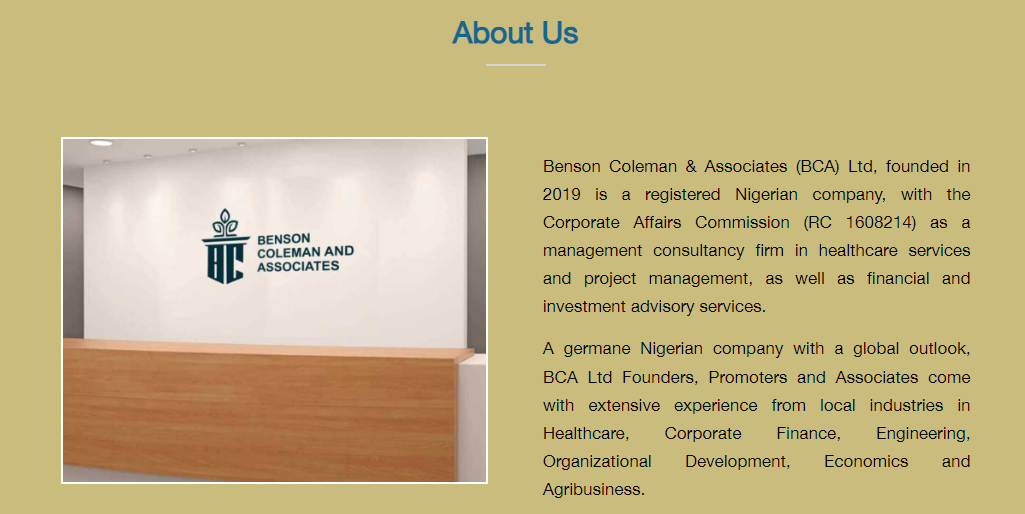 About Us
BC
BENSON
COLEMAN AND
ASSOCIATES
Benson Coleman & Associates (BCA) Ltd, founded in
2019 is a registered Nigerian company, with the
Corporate Affairs Commission (RC 1608214) as a
management consultancy firm in healthcare services
and project management, as well as financial and
investment advisory services.
A germane Nigerian company with a global outlook,
BCA Ltd Founders, Promoters and Associates come
with extensive experience from local industries in
Healthcare, Corporate Finance, Engineering,
Organizational Development, Economics and
Agribusiness.